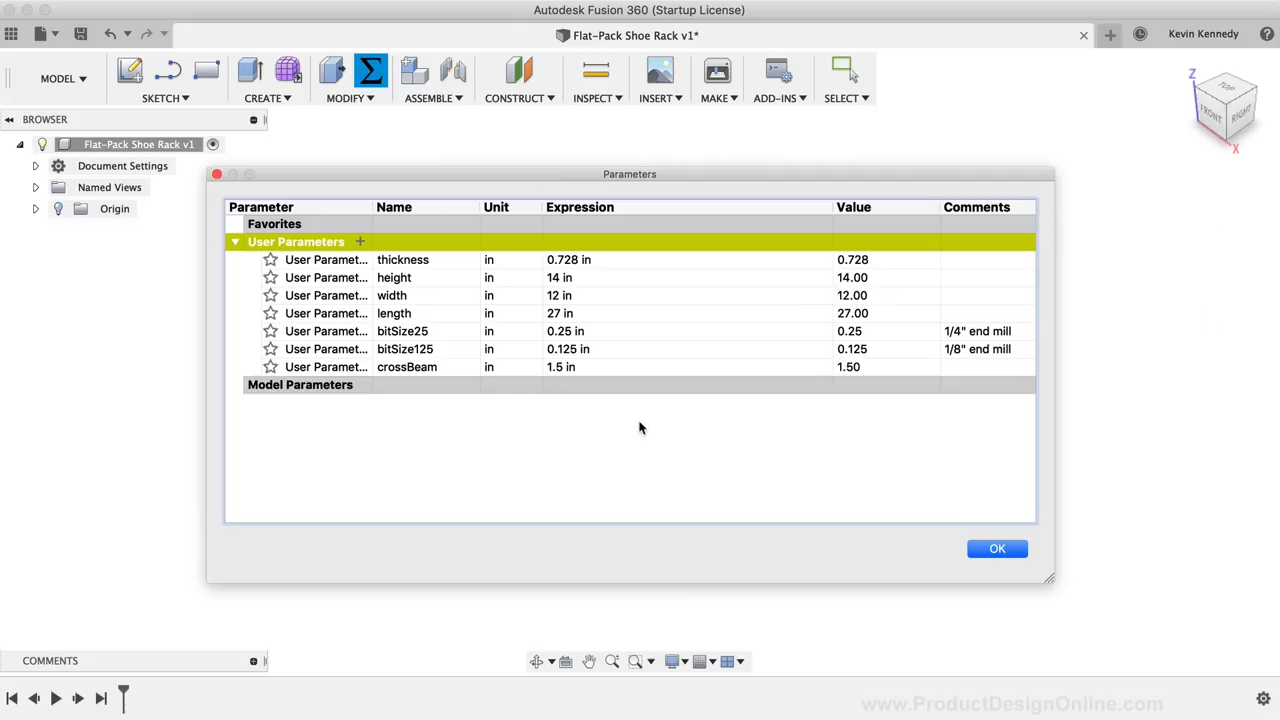 Autodesk Fusion 360 (Startup License)
Flat-Pack Shoe Rack v1*
Kevin Kennedy
MODEL
SKETCH
CREATE
MODIFY
ASSEMBLE
CONSTRUCT
INSPECT
INSERT
MAKE
ADD-INS
SELECT
BROWSER
Flat-Pack Shoe Rack v1
Document Settings
Named Views
Origin
Z
TOP
FRONT
RIGHT
X
Parameters
Parameter Name Unit Expression Value Comments
Favorites
User Parameters +
User Paramet... thickness in 0.728 in 0.728
User Paramet... height in 14 in 14.00
User Paramet... width in 12 in 12.00
User Paramet... length in 27 in 27.00
User Paramet... bitSize25 in 0.25 in 0.25 1/4" end mill
User Paramet... bitSize125 in 0.125 in 0.125 1/8" end mill
User Paramet... crossBeam in 1.5 in 1.50
Model Parameters
OK
COMMENTS
www.ProductDesignOnline.com